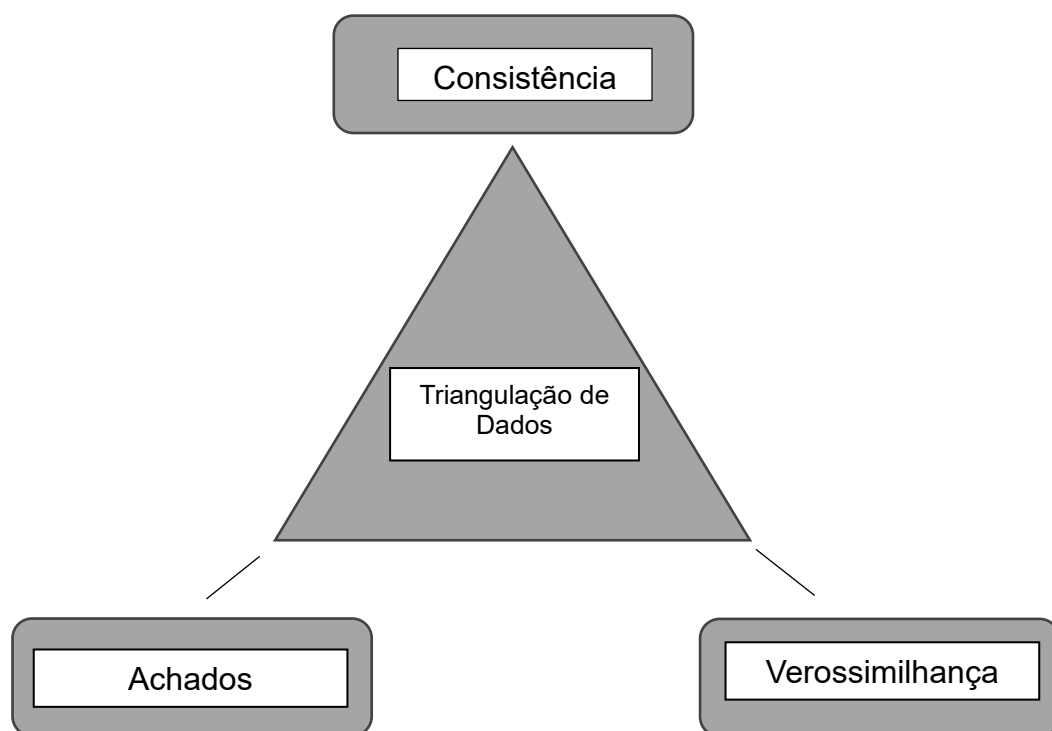 Consistência
Triangulação de
Dados
Achados
Verossimilhança